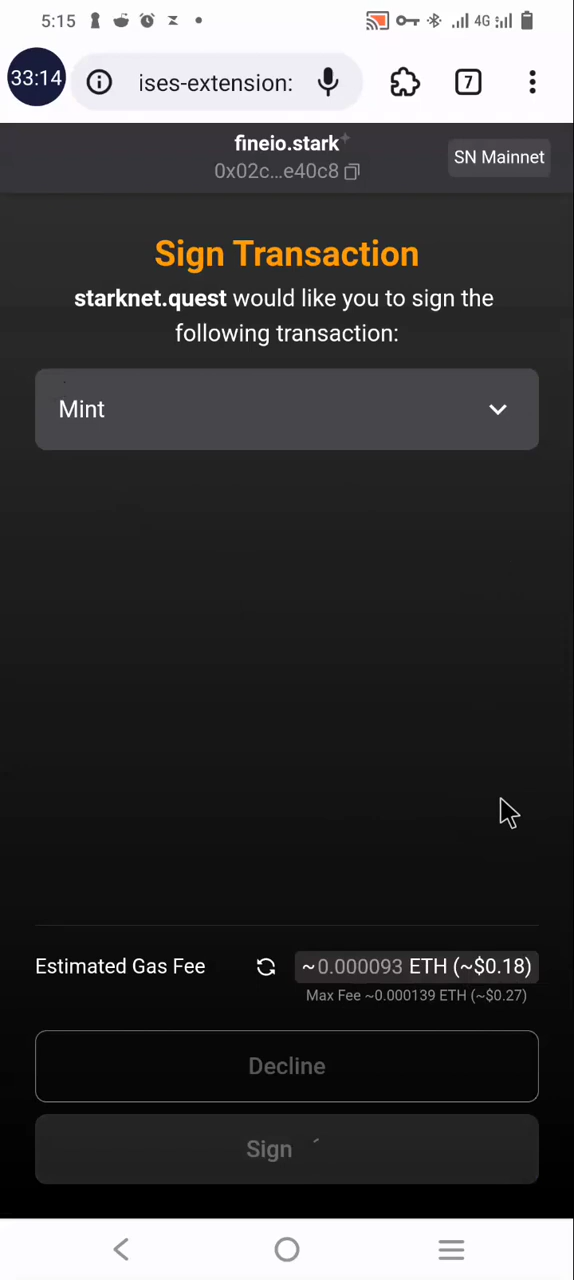 5:15
4G
33:14
ises-extension:
7
fineio.stark
0x02c...e40c8
SN Mainnet
Sign Transaction
starknet.quest would like you to sign the
following transaction:
Mint
Estimated Gas Fee
~0.000093 ETH (~$0.18)
Max Fee ~0.000139 ETH (~$0.27)
Decline
Sign